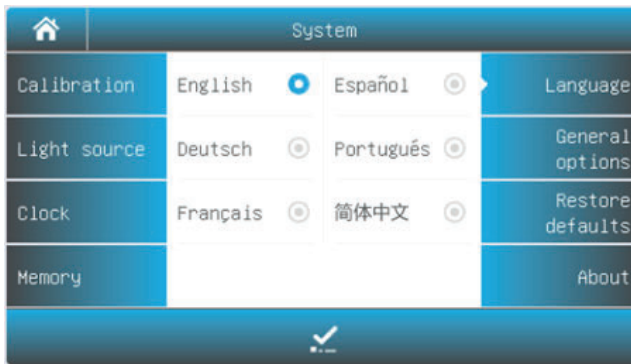 System
Calibration
English
Español
Language
Light source
Deutsch
Português
General
options
Clock
Français
简体中文
Restore
defaults
Memory
About